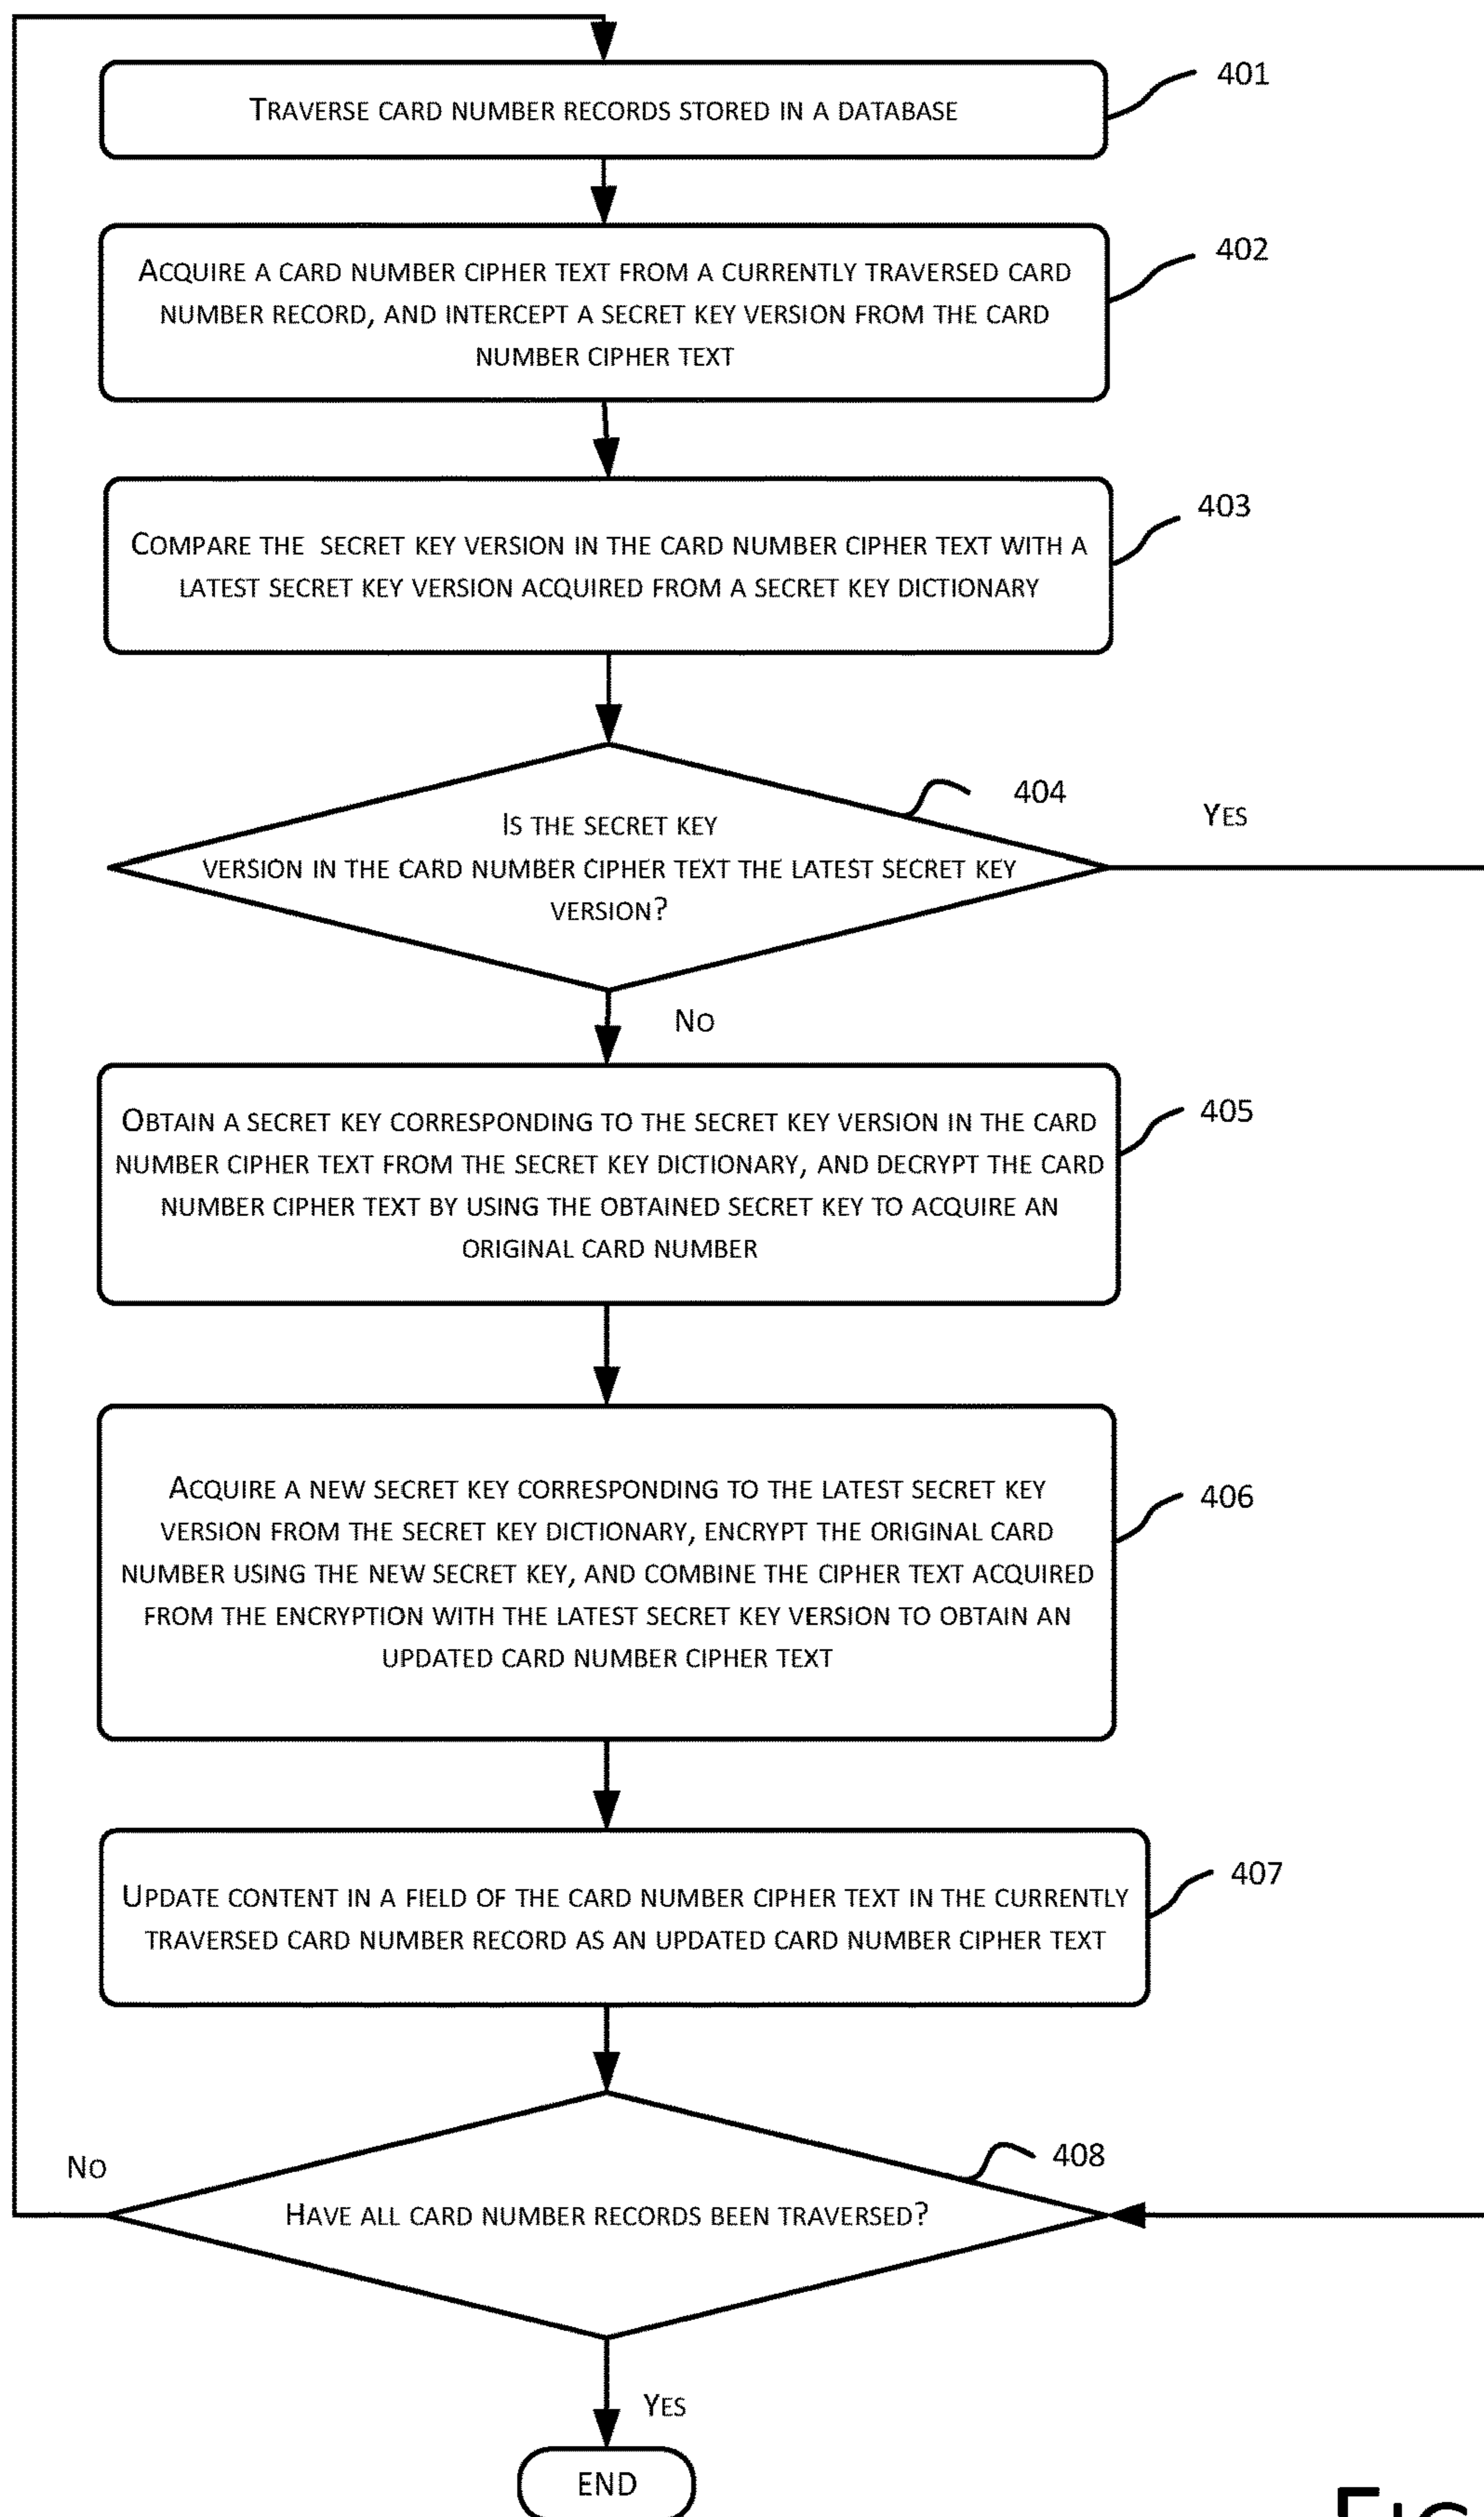 401
TRAVERSE CARD NUMBER RECORDS STORED IN A DATABASE
402
ACQUIRE A CARD NUMBER CIPHER TEXT FROM A CURRENTLY TRAVERSED CARD
NUMBER RECORD, AND INTERCEPT A SECRET KEY VERSION FROM THE CARD
NUMBER CIPHER TEXT
403
COMPARE THE SECRET KEY VERSION IN THE CARD NUMBER CIPHER TEXT WITH A
LATEST SECRET KEY VERSION ACQUIRED FROM A SECRET KEY DICTIONARY
404
YES
IS THE SECRET KEY
VERSION IN THE CARD NUMBER CIPHER TEXT THE LATEST SECRET KEY
VERSION?
NO
405
OBTAIN A SECRET KEY CORRESPONDING TO THE SECRET KEY VERSION IN THE CARD
NUMBER CIPHER TEXT FROM THE SECRET KEY DICTIONARY, AND DECRYPT THE CARD
NUMBER CIPHER TEXT BY USING THE OBTAINED SECRET KEY TO ACQUIRE AN
ORIGINAL CARD NUMBER
406
ACQUIRE A NEW SECRET KEY CORRESPONDING TO THE LATEST SECRET KEY
VERSION FROM THE SECRET KEY DICTIONARY, ENCRYPT THE ORIGINAL CARD
NUMBER USING THE NEW SECRET KEY, AND COMBINE THE CIPHER TEXT ACQUIRED
FROM THE ENCRYPTION WITH THE LATEST SECRET KEY VERSION TO OBTAIN AN
UPDATED CARD NUMBER CIPHER TEXT
407
UPDATE CONTENT IN A FIELD OF THE CARD NUMBER CIPHER TEXT IN THE CURRENTLY
TRAVERSED CARD NUMBER RECORD AS AN UPDATED CARD NUMBER CIPHER TEXT
NO
408
HAVE ALL CARD NUMBER RECORDS BEEN TRAVERSED?
YES
END